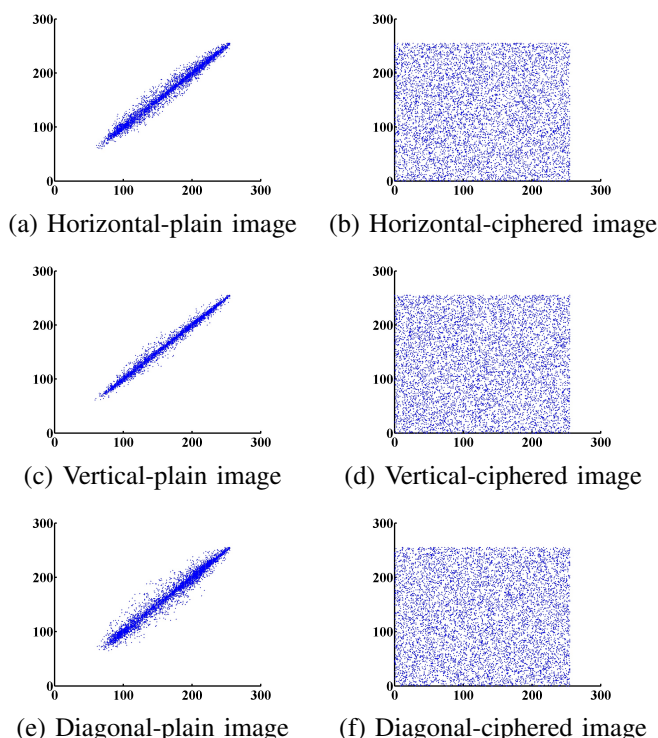 300
200
100
0
0 100 200 300
300
200
100
0
0 100 200 300
(a) Horizontal-plain image
(b) Horizontal-ciphered image
300
200
100
0
0 100 200 300
300
200
100
0
0 100 200 300
(c) Vertical-plain image
(d) Vertical-ciphered image
300
200
100
0
0 100 200 300
300
200
100
0
0 100 200 300
(e) Diagonal-plain image
(f) Diagonal-ciphered image